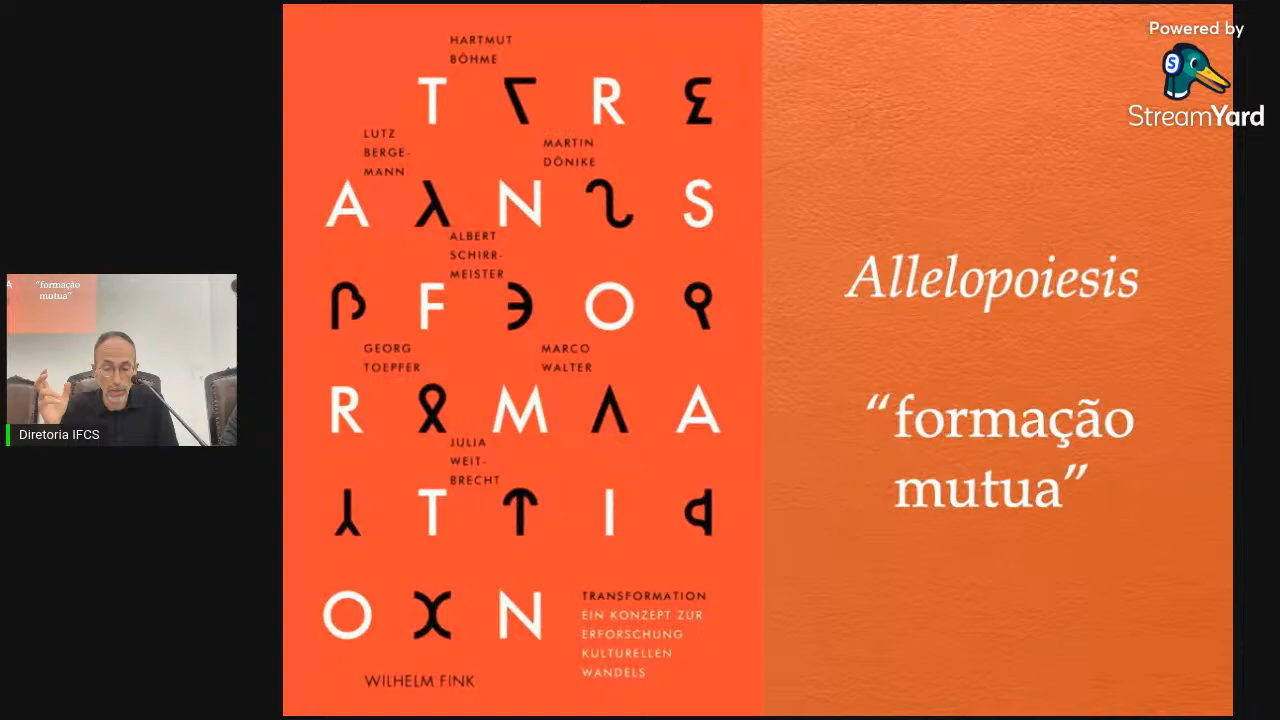 Powered by
StreamYard
HARTMUT
BÖHME
T R
LUTZ
BERGE-
MANN
MARTIN
DÖNIKE
A N S
ALBERT
SCHIRR-
MEISTER
F O
GEORG
TOEPFER
MARCO
WALTER
R M A
JULIA
WEIT-
BRECHT
T I
O N
TRANSFORMATION
EIN KONZEPT ZUR
ERFORSCHUNG
KULTURELLEN
WANDELS
WILHELM FINK
Allelopoiesis
“formação
mutua”
“formação
mutua”
Diretoria IFCS